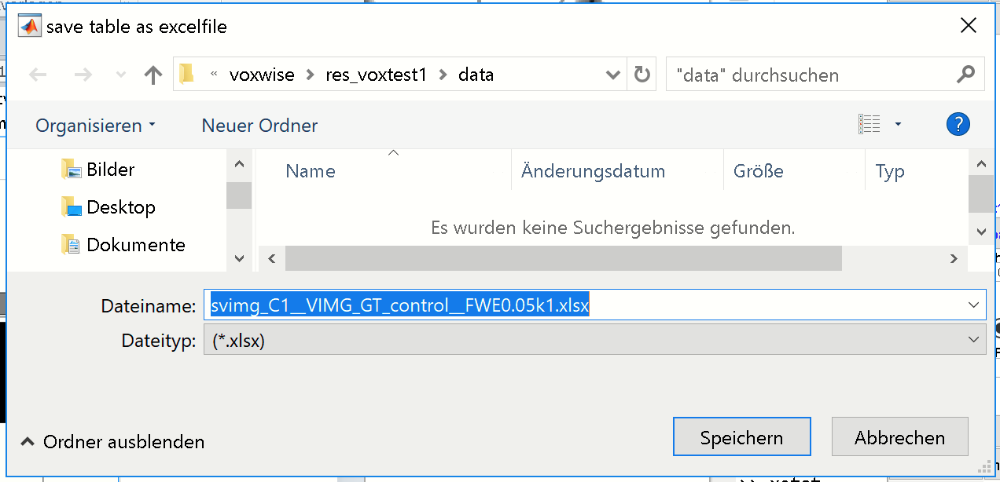 save table as excelfile
« voxwise > res_voxtest1 > data
"data" durchsuchen
Organisieren
Neuer Ordner
?
Bilder
Desktop
Dokumente
Name
Änderungsdatum
Größe
Typ
Es wurden keine Suchergebnisse gefunden.
Dateiname: svimg_C1__VIMG_GT_control__FWE0.05k1.xlsx
Dateityp: (*.xlsx)
Ordner ausblenden
Speichern
Abbrechen